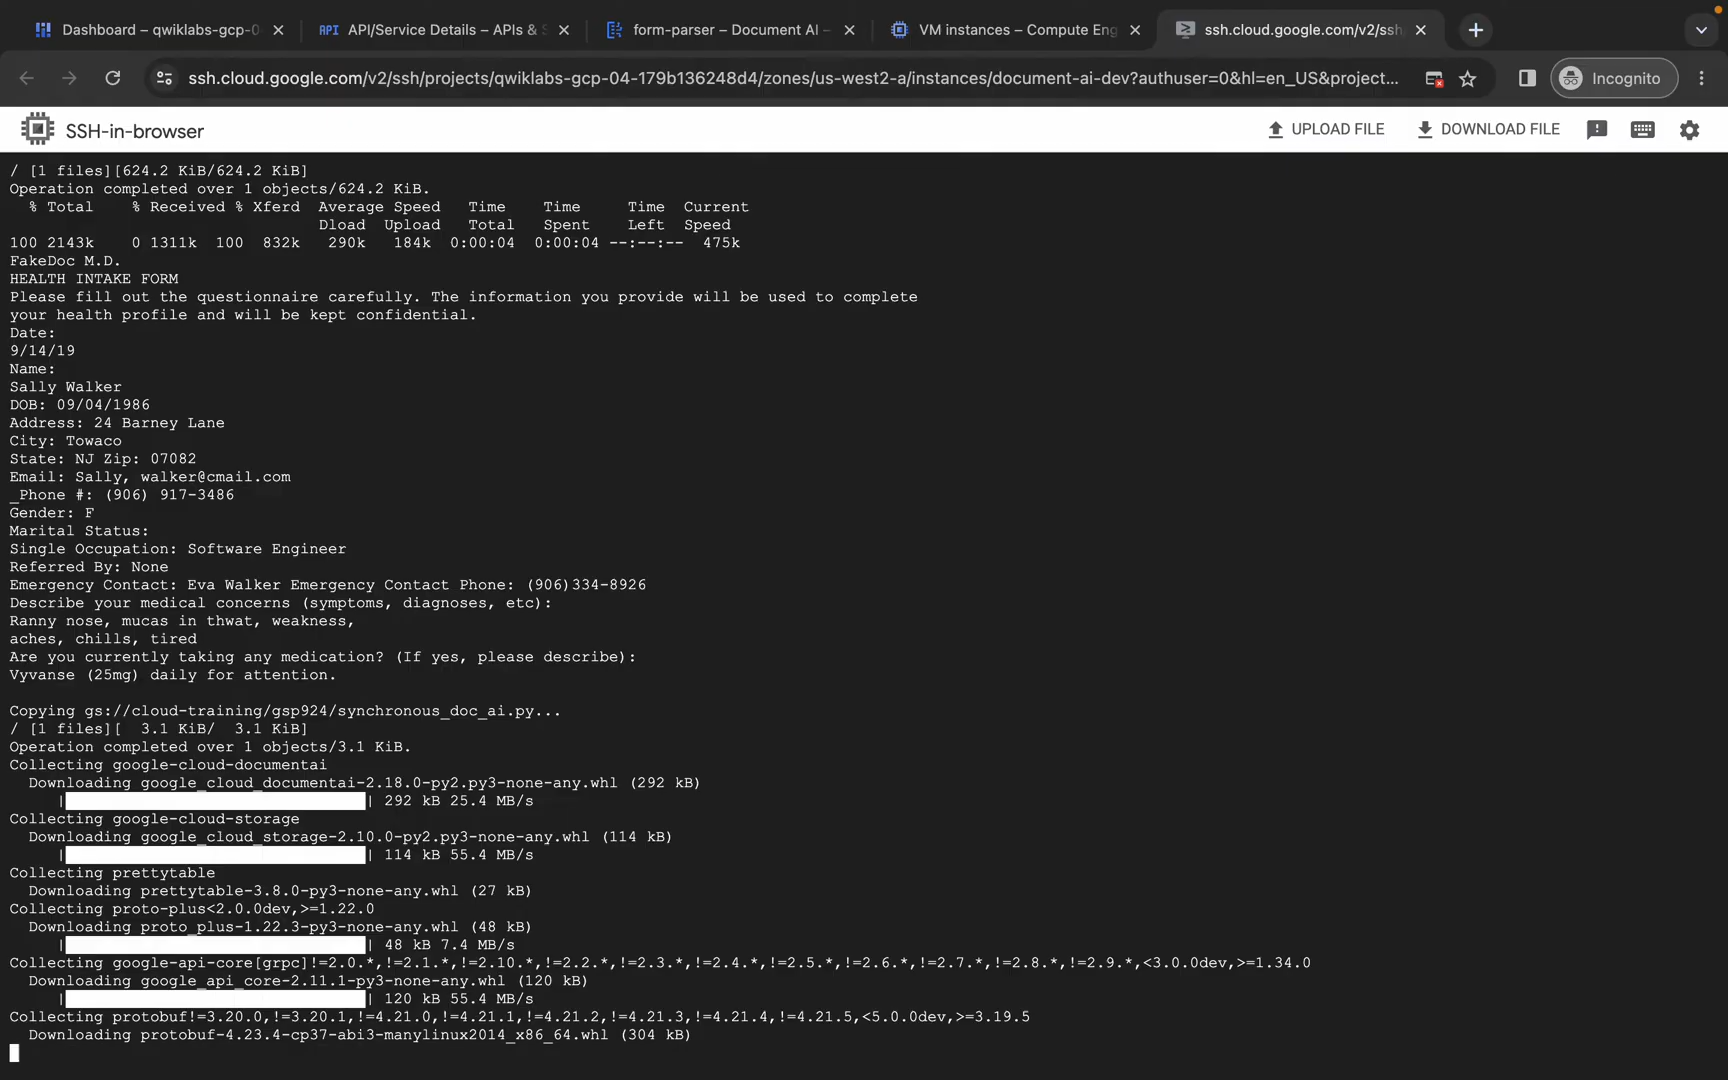 Dashboard – qwiklabs-gcp-0
API API/Service Details – APIs & S
form-parser – Document AI –
VM instances – Compute Eng
ssh.cloud.google.com/v2/ssh
ssh.cloud.google.com/v2/ssh/projects/qwiklabs-gcp-04-179b136248d4/zones/us-west2-a/instances/document-ai-dev?authuser=0&hl=en_US&project...
Incognito
SSH-in-browser
UPLOAD FILE
DOWNLOAD FILE
/ [1 files][624.2 KiB/624.2 KiB]
Operation completed over 1 objects/624.2 KiB.
% Total % Received % Xferd Average Speed Time Time Time Current
Dload Upload Total Spent Left Speed
100 2143k 0 1311k 100 832k 290k 184k 0:00:04 0:00:04 --:--:-- 475k
FakeDoc M.D.
HEALTH INTAKE FORM
Please fill out the questionnaire carefully. The information you provide will be used to complete
your health profile and will be kept confidential.
Date:
9/14/19
Name:
Sally Walker
DOB: 09/04/1986
Address: 24 Barney Lane
City: Towaco
State: NJ Zip: 07082
Email: Sally, walker@cmail.com
_Phone #: (906) 917-3486
Gender: F
Marital Status:
Single Occupation: Software Engineer
Referred By: None
Emergency Contact: Eva Walker Emergency Contact Phone: (906)334-8926
Describe your medical concerns (symptoms, diagnoses, etc):
Ranny nose, mucas in thwat, weakness,
aches, chills, tired
Are you currently taking any medication? (If yes, please describe):
Vyvanse (25mg) daily for attention.
Copying gs://cloud-training/gsp924/synchronous_doc_ai.py...
/ [1 files][ 3.1 KiB/ 3.1 KiB]
Operation completed over 1 objects/3.1 KiB.
Collecting google-cloud-documentai
Downloading google_cloud_documentai-2.18.0-py2.py3-none-any.whl (292 kB)
| | 292 kB 25.4 MB/s
Collecting google-cloud-storage
Downloading google_cloud_storage-2.10.0-py2.py3-none-any.whl (114 kB)
| | 114 kB 55.4 MB/s
Collecting prettytable
Downloading prettytable-3.8.0-py3-none-any.whl (27 kB)
Collecting proto-plus<2.0.0dev,>=1.22.0
Downloading proto_plus-1.22.3-py3-none-any.whl (48 kB)
| | 48 kB 7.4 MB/s
Collecting google-api-core[grpc]!=2.0.*,!=2.1.*,!=2.10.*,!=2.2.*,!=2.3.*,!=2.4.*,!=2.5.*,!=2.6.*,!=2.7.*,!=2.8.*,!=2.9.*,<3.0.0dev,>=1.34.0
Downloading google_api_core-2.11.1-py3-none-any.whl (120 kB)
| | 120 kB 55.4 MB/s
Collecting protobuf!=3.20.0,!=3.20.1,!=4.21.0,!=4.21.1,!=4.21.2,!=4.21.3,!=4.21.4,!=4.21.5,<5.0.0dev,>=3.19.5
Downloading protobuf-4.23.4-cp37-abi3-manylinux2014_x86_64.whl (304 kB)